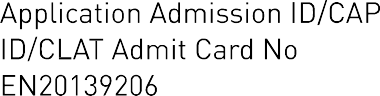 Application Admission ID/CAP
ID/CLAT Admit Card No
EN20139206